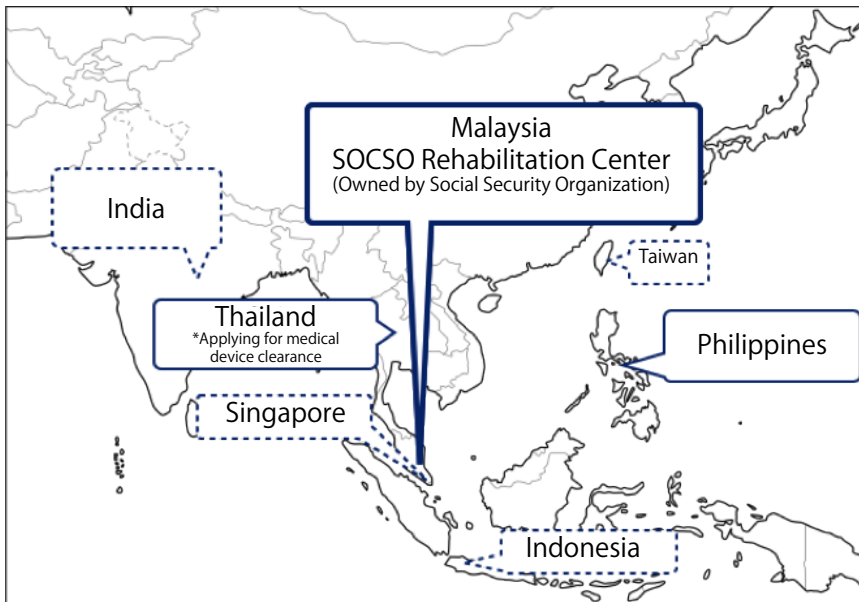 Malaysia
SOCSO Rehabilitation Center
(Owned by Social Security Organization)
India
Taiwan
Thailand
*Applying for medical
device clearance
Philippines
Singapore
Indonesia